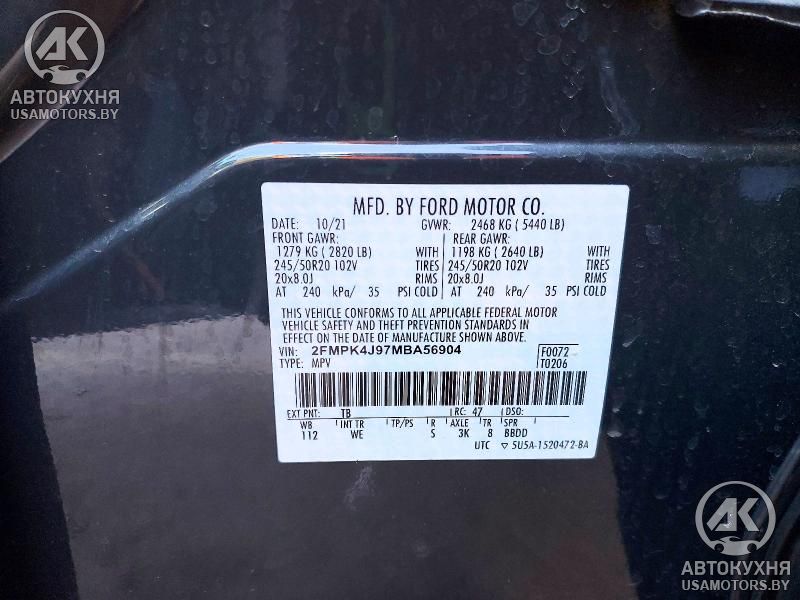 AK
АВТОКУХНЯ
USAMOTORS.BY
MFD. BY FORD MOTOR CO.
DATE: 10/21 GVWR: 2468 KG ( 5440 LB)
FRONT GAWR: REAR GAWR:
1279 KG ( 2820 LB) WITH 1198 KG ( 2640 LB) WITH
245/50R20 102V TIRES 245/50R20 102V TIRES
20x8.0J RIMS 20x8.0J RIMS
AT 240 kPa/ 35 PSI COLD AT 240 kPa/ 35 PSI COLD
THIS VEHICLE CONFORMS TO ALL APPLICABLE FEDERAL MOTOR
VEHICLE SAFETY AND THEFT PREVENTION STANDARDS IN
EFFECT ON THE DATE OF MANUFACTURE SHOWN ABOVE.
VIN: 2FMPK4J97MBA56904 F0072
TYPE: MPV T0206
EXT PNT: TB RC: 47 DSO:
WB INT TR TP/PS R AXLE TR SPR
112 WE S 3K 8 BBDD
UTC ▽ 5U5A-1520472-BA
AK
АВТОКУХНЯ
USAMOTORS.BY